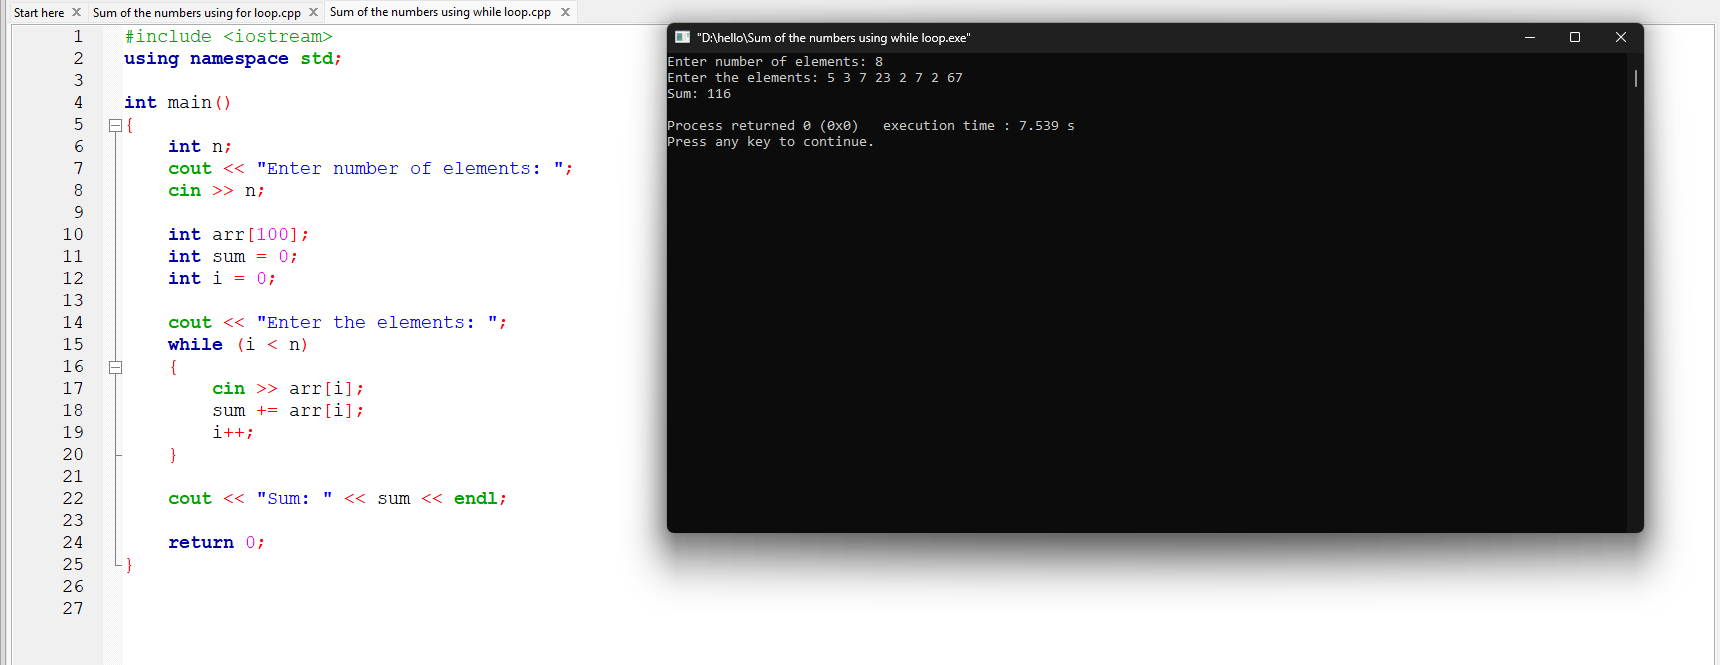 Start here Sum of the numbers using for loop.cpp Sum of the numbers using while loop.cpp
1 #include <iostream>
2 using namespace std;
3
4 int main()
5 {
6 int n;
7 cout << "Enter number of elements: ";
8 cin >> n;
9
10 int arr[100];
11 int sum = 0;
12 int i = 0;
13
14 cout << "Enter the elements: ";
15 while (i < n)
16 {
17 cin >> arr[i];
18 sum += arr[i];
19 i++;
20 }
21
22 cout << "Sum: " << sum << endl;
23
24 return 0;
25 }
26
27
"D:\hello\Sum of the numbers using while loop.exe"
Enter number of elements: 8
Enter the elements: 5 3 7 23 2 7 2 67
Sum: 116
Process returned 0 (0x0) execution time : 7.539 s
Press any key to continue.